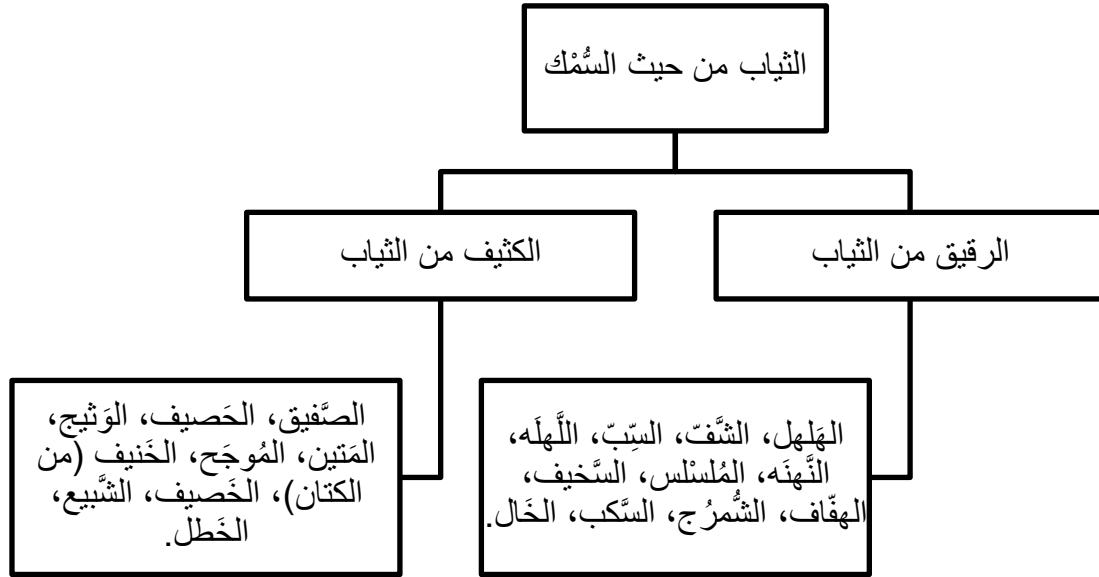 الثياب من حيث السُّمْك
الرقيق من الثياب
الكثيف من الثياب
الهَلهل، الشَّفّ، السِّبّ، اللَّهلَه،
النَّهنَه، المُلسْلس، السَّخيف،
الهفّاف، الشُّمرُج، السَّكب، الخَال.
الصَّفيق، الحَصيف، الوَثيج،
المَتين، المُوجَح، الخَنيف (من
الكتان)، الخَصيف، الشَّبيع،
الخَطل.